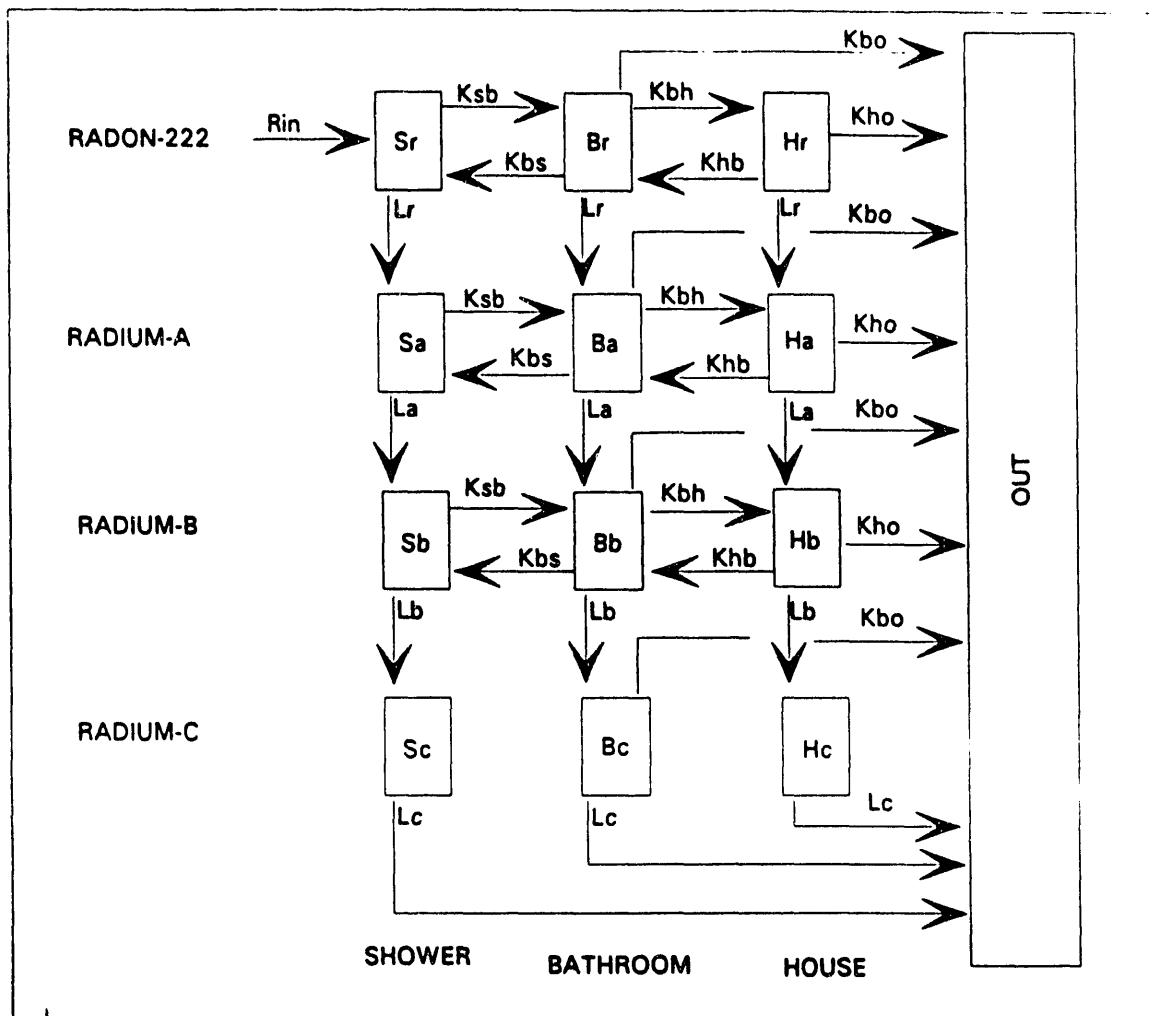 Kbo
Ksb Kbh
RADON-222 Rin Sr Br Hr Kho
Kbs Khb
Lr Lr Lr Kbo
Ksb Kbh
RADIUM-A Sa Ba Ha Kho
Kbs Khb
La La La Kbo
Ksb Kbh
OUT
RADIUM-B Sb Bb Hb Kho
Kbs Khb
Lb Lb Lb Kbo
RADIUM-C Sc Bc Hc
Lc Lc Lc
SHOWER BATHROOM HOUSE